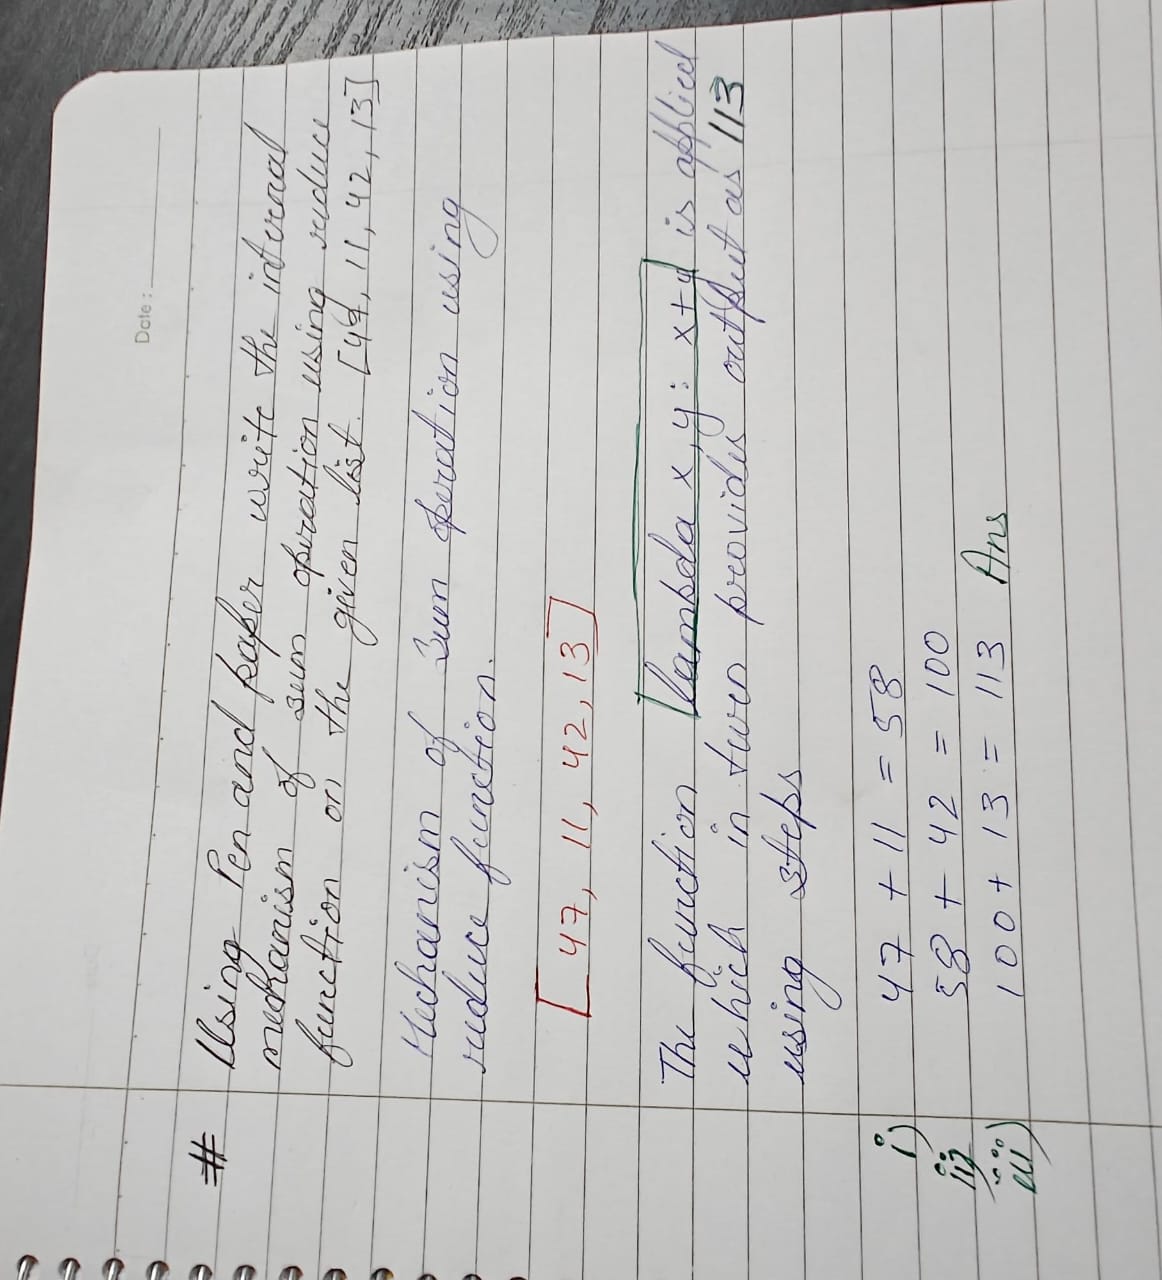 Date :
# Using Pen and paper write the internal
mechanism of sum operation using reduce
function on the given list. [47, 11, 42, 13]
Mechanism of Sum operation using
reduce function.
[47, 11, 42, 13]
The function lambda x, y: x+y is applied
which in turn provides output as 113
using steps
i) 47 + 11 = 58
ii) 58 + 42 = 100
iii) 100 + 13 = 113 Ans